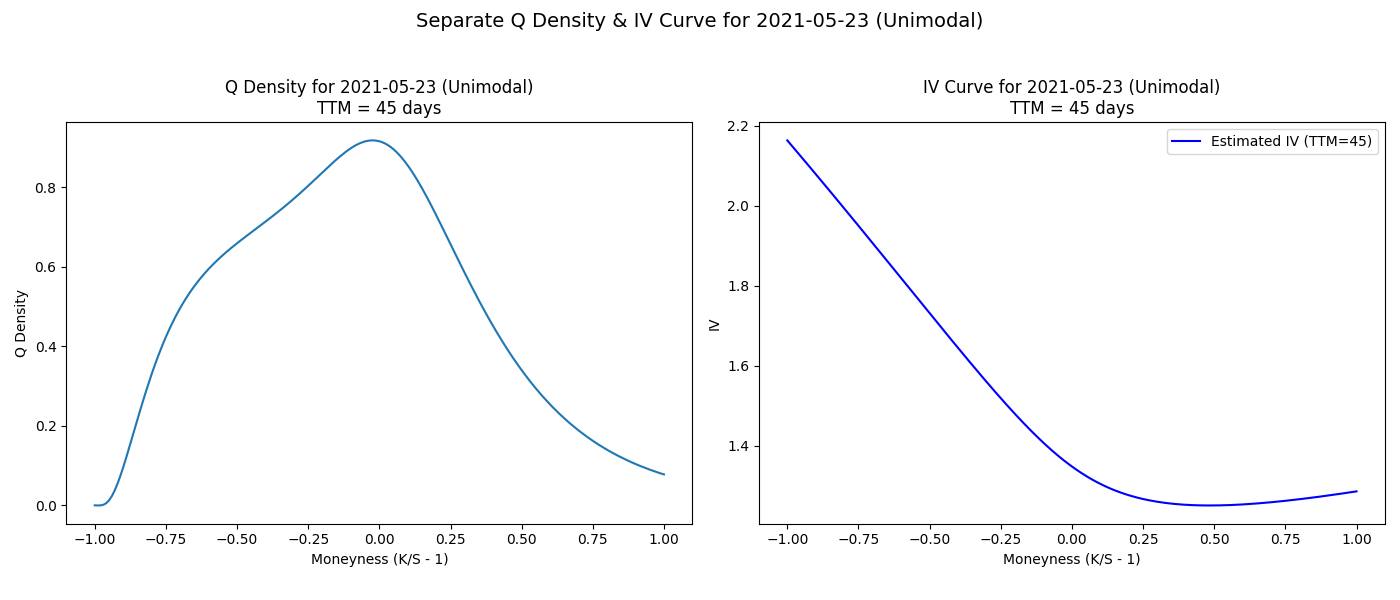 Separate Q Density & IV Curve for 2021-05-23 (Unimodal)
Q Density for 2021-05-23 (Unimodal)
TTM = 45 days
Q Density
0.8
0.6
0.4
0.2
0.0
−1.00 −0.75 −0.50 −0.25 0.00 0.25 0.50 0.75 1.00
Moneyness (K/S - 1)
IV Curve for 2021-05-23 (Unimodal)
TTM = 45 days
Estimated IV (TTM=45)
IV
2.2
2.0
1.8
1.6
1.4
−1.00 −0.75 −0.50 −0.25 0.00 0.25 0.50 0.75 1.00
Moneyness (K/S - 1)